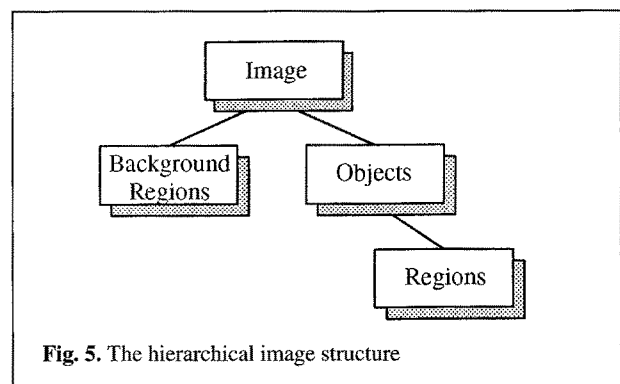 Image
Background
Regions
Objects
Regions
Fig. 5. The hierarchical image structure